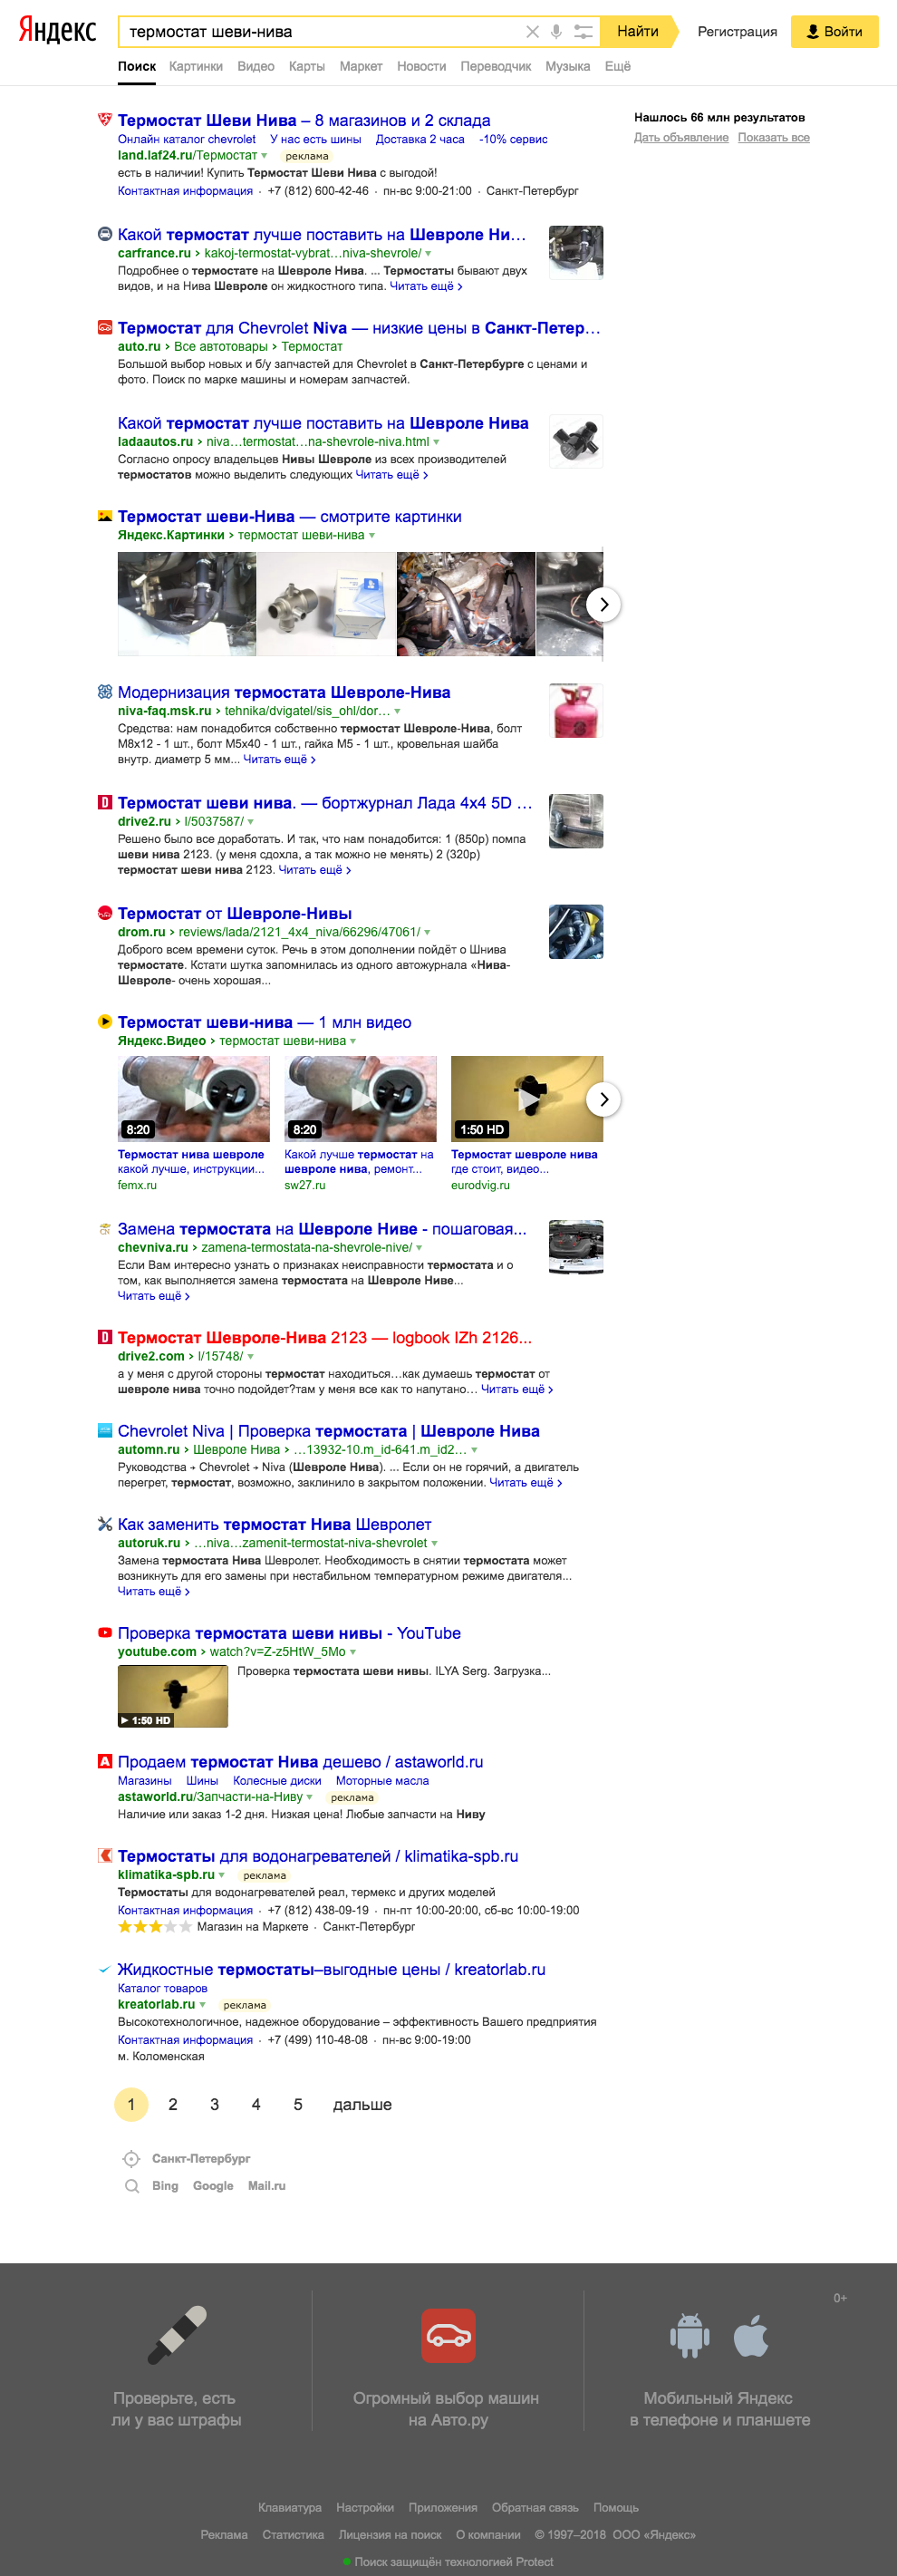 Яндекс
термостат шеви-нива
Найти
Регистрация
Войти
Поиск Картинки Видео Карты Маркет Новости Переводчик Музыка Ещё
Нашлось 66 млн результатов
Дать объявление Показать все
Термостат Шеви Нива – 8 магазинов и 2 склада
Онлайн каталог chevrolet У нас есть шины Доставка 2 часа -10% сервис
land.laf24.ru/Термостат реклама
есть в наличии! Купить Термостат Шеви Нива с выгодой!
Контактная информация · +7 (812) 600-42-46 · пн-вс 9:00-21:00 · Санкт-Петербург
Какой термостат лучше поставить на Шевроле Ни...
carfrance.ru › kakoj-termostat-vybrat…niva-shevrole/
Подробнее о термостате на Шевроле Нива. ... Термостаты бывают двух
видов, и на Нива Шевроле он жидкостного типа. Читать ещё ›
Термостат для Chevrolet Niva — низкие цены в Санкт-Петер...
auto.ru › Все автотовары › Термостат
Большой выбор новых и б/у запчастей для Chevrolet в Санкт-Петербурге с ценами и
фото. Поиск по марке машины и номерам запчастей.
Какой термостат лучше поставить на Шевроле Нива
ladaautos.ru › niva…termostat…na-shevrole-niva.html
Согласно опросу владельцев Нивы Шевроле из всех производителей
термостатов можно выделить следующих Читать ещё ›
Термостат шеви-Нива — смотрите картинки
Яндекс.Картинки › термостат шеви-нива
Модернизация термостата Шевроле-Нива
niva-faq.msk.ru › tehnika/dvigatel/sis_ohl/dor…
Средства: нам понадобится собственно термостат Шевроле-Нива, болт
М8х12 - 1 шт., болт М5х40 - 1 шт., гайка М5 - 1 шт., кровельная шайба
внутр. диаметр 5 мм... Читать ещё ›
Термостат шеви нива. — бортжурнал Лада 4x4 5D ...
drive2.ru › l/5037587/
Решено было все доработать. И так, что нам понадобится: 1 (850р) помпа
шеви нива 2123. (у меня сдохла, а так можно не менять) 2 (320р)
термостат шеви нива 2123. Читать ещё ›
Термостат от Шевроле-Нивы
drom.ru › reviews/lada/2121_4x4_niva/66296/47061/
Доброго всем времени суток. Речь в этом дополнении пойдёт о Шнива
термостате. Кстати шутка запомнилась из одного автожурнала «Нива-
Шевроле- очень хорошая...
Термостат шеви-нива — 1 млн видео
Яндекс.Видео › термостат шеви-нива
8:20 8:20 1:50 HD
Термостат нива шевроле Какой лучше термостат на Термостат шевроле нива
какой лучше, инструкции... шевроле нива, ремонт... где стоит, видео...
femx.ru sw27.ru eurodvig.ru
Замена термостата на Шевроле Ниве - пошаговая...
chevniva.ru › zamena-termostata-na-shevrole-nive/
Если Вам интересно узнать о признаках неисправности термостата и о
том, как выполняется замена термостата на Шевроле Ниве...
Читать ещё ›
Термостат Шевроле-Нива 2123 — logbook IZh 2126...
drive2.com › l/15748/
а у меня с другой стороны термостат находиться…как думаешь термостат от
шевроле нива точно подойдет?там у меня все как то напутано… Читать ещё ›
Chevrolet Niva | Проверка термостата | Шевроле Нива
automn.ru › Шевроле Нива › …13932-10.m_id-641.m_id2…
Руководства → Chevrolet → Niva (Шевроле Нива). ... Если он не горячий, а двигатель
перегрет, термостат, возможно, заклинило в закрытом положении. Читать ещё ›
Как заменить термостат Нива Шевролет
autoruk.ru › …niva…zamenit-termostat-niva-shevrolet
Замена термостата Нива Шевролет. Необходимость в снятии термостата может
возникнуть для его замены при нестабильном температурном режиме двигателя...
Читать ещё ›
Проверка термостата шеви нивы - YouTube
youtube.com › watch?v=Z-z5HtW_5Mo
Проверка термостата шеви нивы. ILYA Serg. Загрузка...
1:50 HD
Продаем термостат Нива дешево / astaworld.ru
Магазины Шины Колесные диски Моторные масла
astaworld.ru/Запчасти-на-Ниву реклама
Наличие или заказ 1-2 дня. Низкая цена! Любые запчасти на Ниву
Термостаты для водонагревателей / klimatika-spb.ru
klimatika-spb.ru реклама
Термостаты для водонагревателей реал, термекс и других моделей
Контактная информация · +7 (812) 438-09-19 · пн-пт 10:00-20:00, сб-вс 10:00-19:00
Магазин на Маркете · Санкт-Петербург
Жидкостные термостаты–выгодные цены / kreatorlab.ru
Каталог товаров
kreatorlab.ru реклама
Высокотехнологичное, надежное оборудование – эффективность Вашего предприятия
Контактная информация · +7 (499) 110-48-08 · пн-вс 9:00-19:00
м. Коломенская
1 2 3 4 5 дальше
Санкт-Петербург
Bing Google Mail.ru
0+
Проверьте, есть Огромный выбор машин Мобильный Яндекс
ли у вас штрафы на Авто.ру в телефоне и планшете
Клавиатура Настройки Приложения Обратная связь Помощь
Реклама Статистика Лицензия на поиск О компании © 1997–2018 ООО «Яндекс»
Поиск защищён технологией Protect